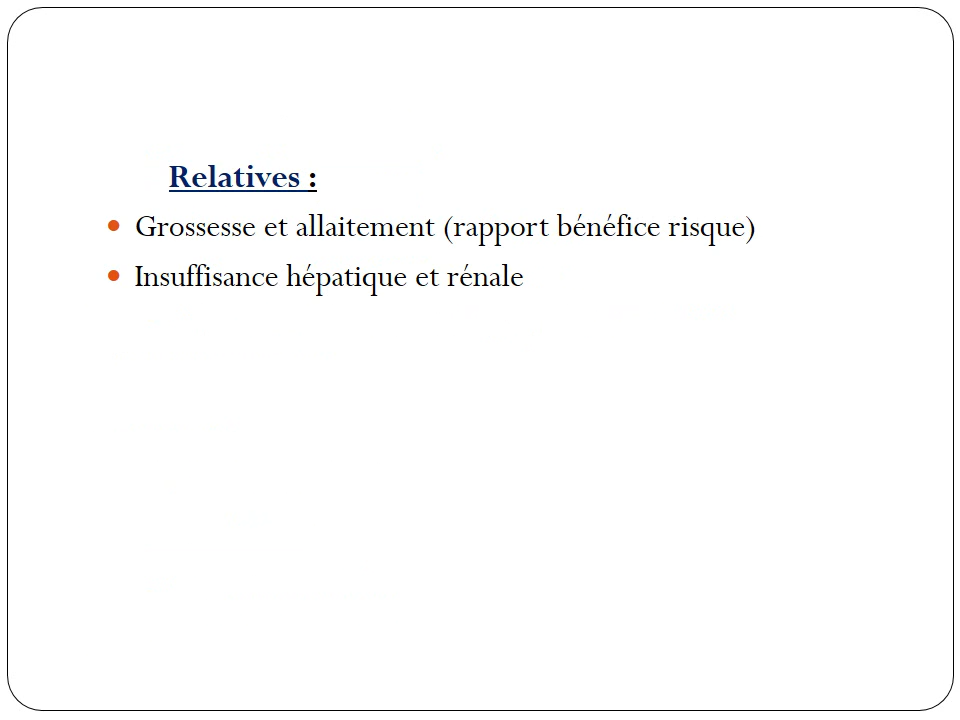 Relatives :
Grossesse et allaitement (rapport bénéfice risque)
Insuffisance hépatique et rénale